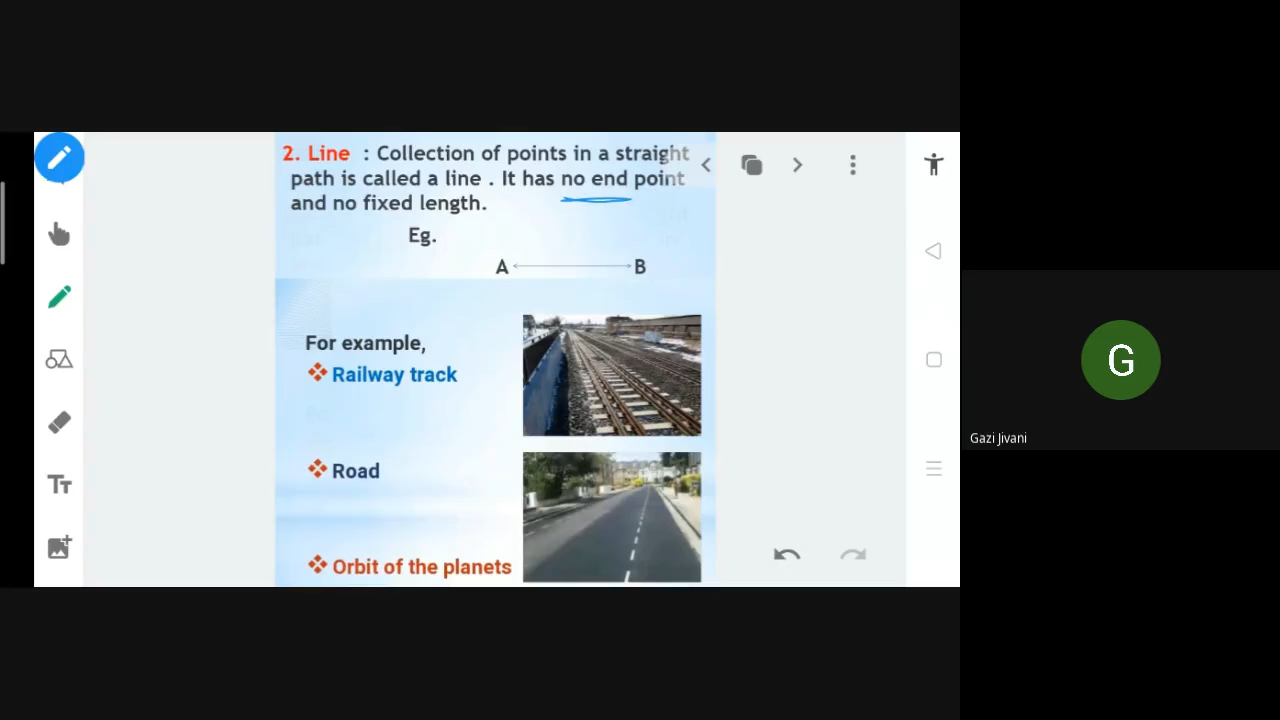 2. Line : Collection of points in a straight
path is called a line . It has no end point
and no fixed length.
Eg.
A B
For example,
Railway track
Road
Orbit of the planets
TT
G
Gazi Jivani